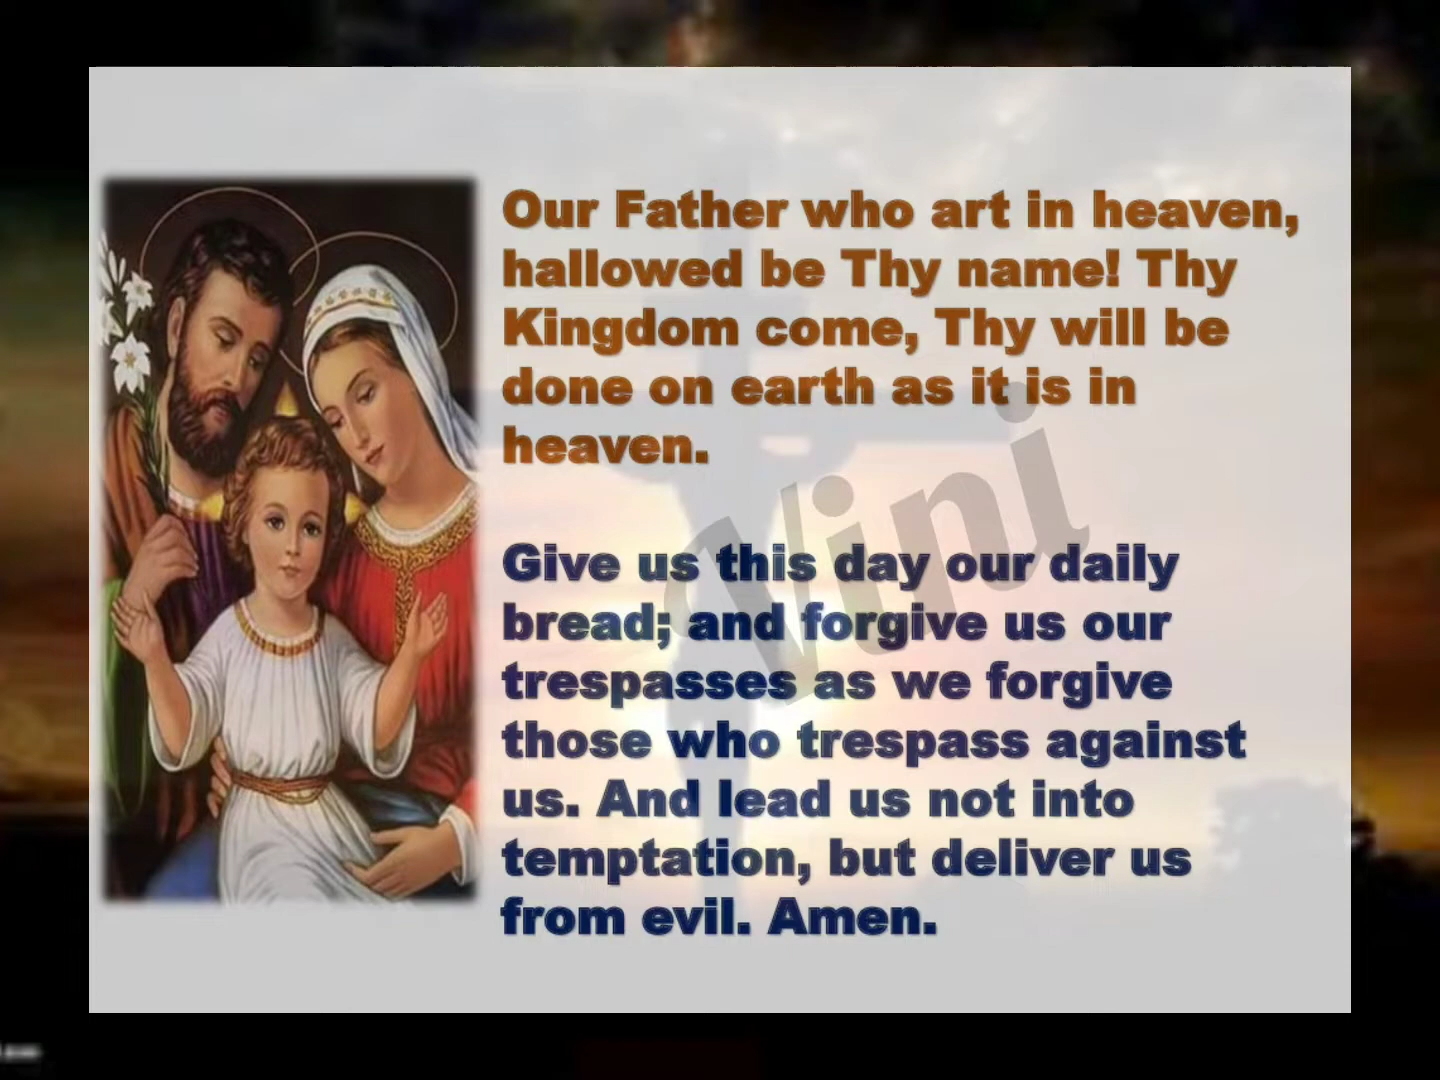 Our Father who art in heaven,
hallowed be Thy name! Thy
Kingdom come, Thy will be
done on earth as it is in
heaven.
Give us this day our daily
bread; and forgive us our
trespasses as we forgive
those who trespass against
us. And lead us not into
temptation, but deliver us
from evil. Amen.
Vini